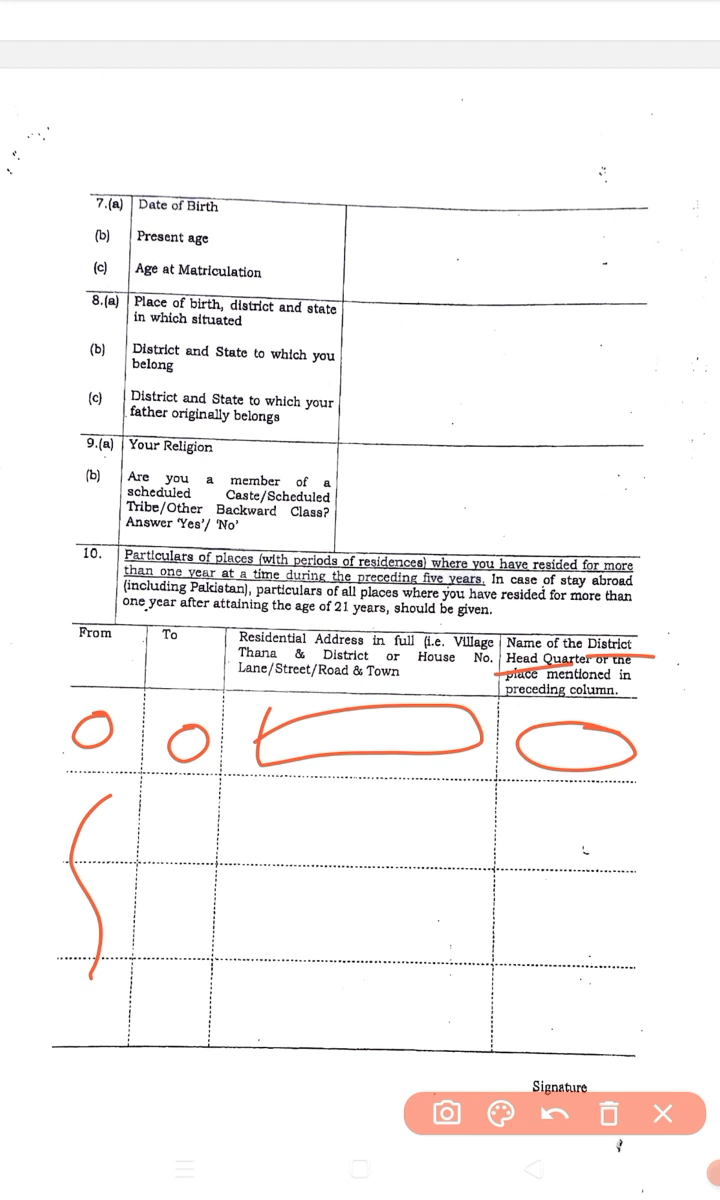 7.(a) Date of Birth
(b) Present age
(c) Age at Matriculation
8.(a) Place of birth, district and state
in which situated
(b) District and State to which you
belong
(c) District and State to which your
father originally belongs
9.(a) Your Religion
(b) Are you a member of a
scheduled Caste/Scheduled
Tribe/Other Backward Class?
Answer 'Yes'/ 'No'
10. Particulars of places (with periods of residences) where you have resided for more
than one year at a time during the preceding five years. In case of stay abroad
(including Pakistan), particulars of all places where you have resided for more than
one year after attaining the age of 21 years, should be given.
From
To
Residential Address in full (i.e. Village
Thana & District or House No.
Lane/Street/Road & Town
Name of the District
Head Quarter or the
place mentioned in
preceding column.
Signature